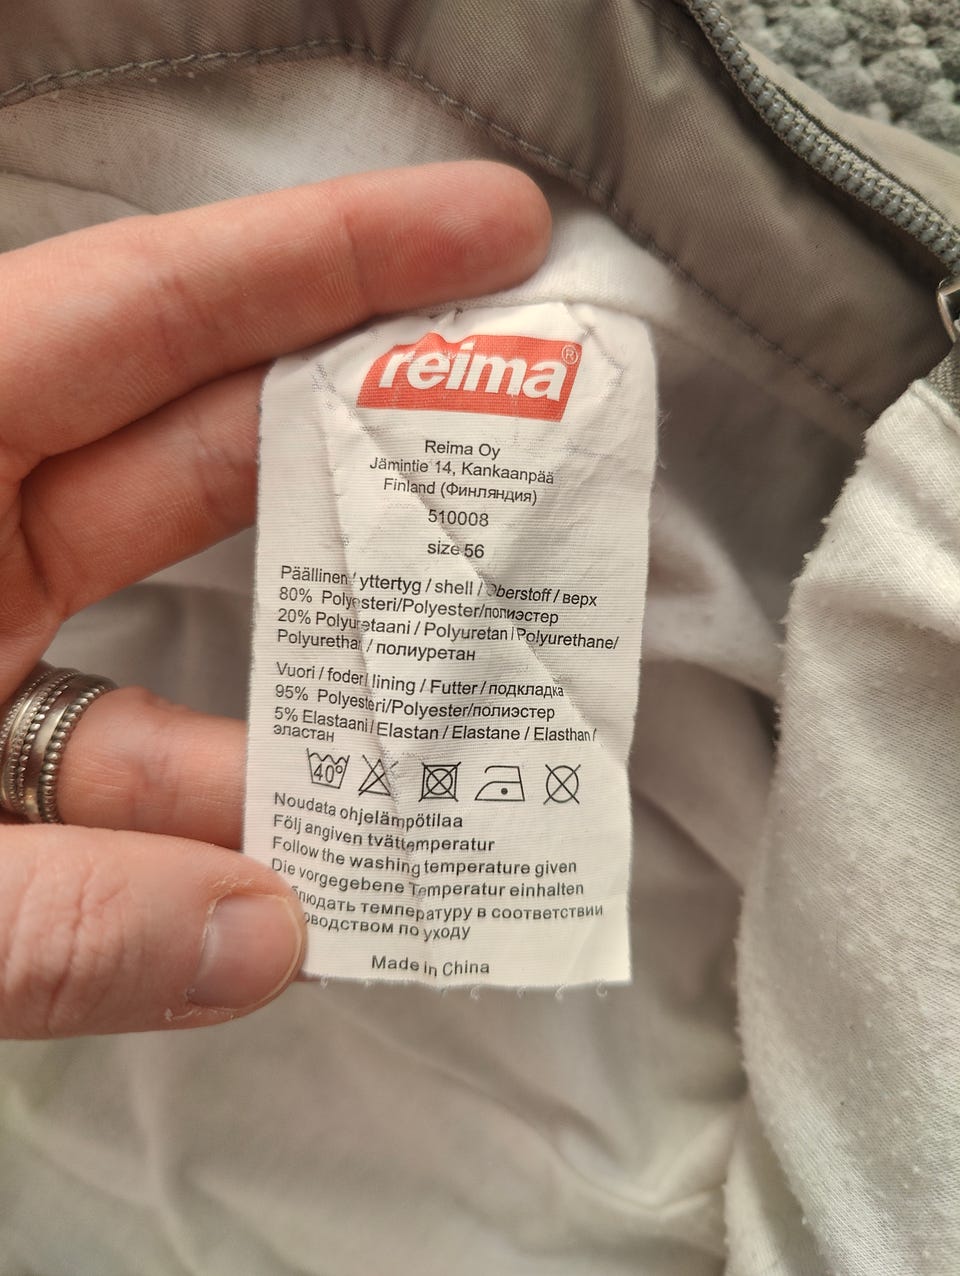 reima®
Reima Oy
Jämintie 14, Kankaanpää
Finland (Финляндия)
510008
size 56
Päällinen / yttertyg / shell / Oberstoff / верх
80% Polyesteri/Polyester/полиэстер
20% Polyuretaani / Polyuretan / Polyurethane/
/ полиуретан
Vuori / foder / lining / Futter / подкладка
95% Polyesteri/Polyester/полиэстер
5% Elastaani / Elastan / Elastane / Elasthan /
эластан
40°
Noudata ohjelämpötilaa
Följ angiven tvättemperatur
Follow the washing temperature given
Die vorgegebene Temperatur einhalten
температуру в соответствии
по уходу
Made in China